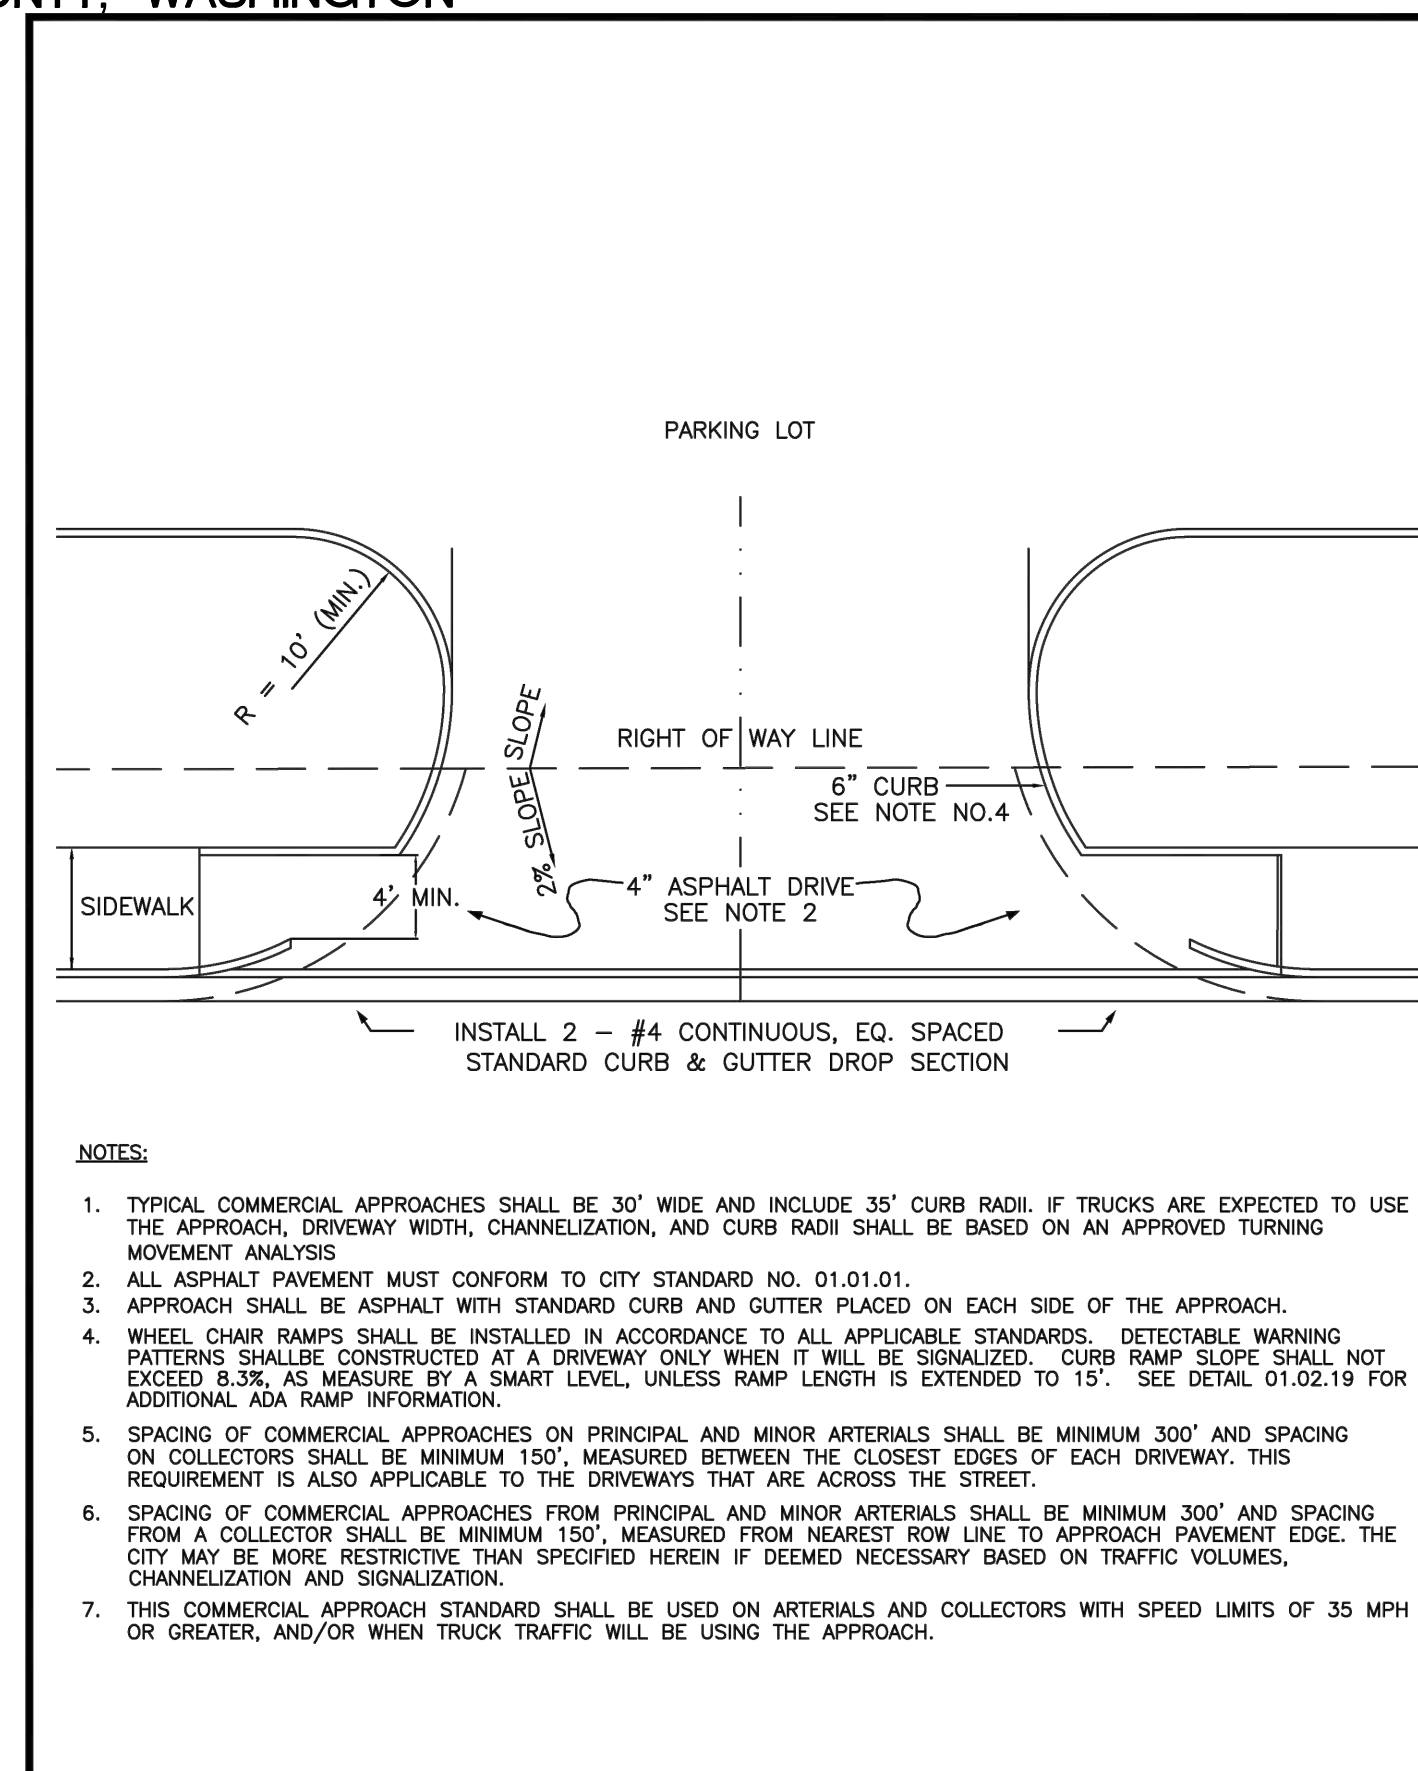 WASHINGTON
PARKING LOT
R = 10' (MIN.)
SLOPE
RIGHT OF WAY LINE
2% SLOPE
6" CURB
SEE NOTE NO.4
SIDEWALK
4' MIN.
4" ASPHALT DRIVE
SEE NOTE 2
INSTALL 2 – #4 CONTINUOUS, EQ. SPACED
STANDARD CURB & GUTTER DROP SECTION
NOTES:
1. TYPICAL COMMERCIAL APPROACHES SHALL BE 30' WIDE AND INCLUDE 35' CURB RADII. IF TRUCKS ARE EXPECTED TO USE
THE APPROACH, DRIVEWAY WIDTH, CHANNELIZATION, AND CURB RADII SHALL BE BASED ON AN APPROVED TURNING
MOVEMENT ANALYSIS
2. ALL ASPHALT PAVEMENT MUST CONFORM TO CITY STANDARD NO. 01.01.01.
3. APPROACH SHALL BE ASPHALT WITH STANDARD CURB AND GUTTER PLACED ON EACH SIDE OF THE APPROACH.
4. WHEEL CHAIR RAMPS SHALL BE INSTALLED IN ACCORDANCE TO ALL APPLICABLE STANDARDS. DETECTABLE WARNING
PATTERNS SHALLBE CONSTRUCTED AT A DRIVEWAY ONLY WHEN IT WILL BE SIGNALIZED. CURB RAMP SLOPE SHALL NOT
EXCEED 8.3%, AS MEASURE BY A SMART LEVEL, UNLESS RAMP LENGTH IS EXTENDED TO 15'. SEE DETAIL 01.02.19 FOR
ADDITIONAL ADA RAMP INFORMATION.
5. SPACING OF COMMERCIAL APPROACHES ON PRINCIPAL AND MINOR ARTERIALS SHALL BE MINIMUM 300' AND SPACING
ON COLLECTORS SHALL BE MINIMUM 150', MEASURED BETWEEN THE CLOSEST EDGES OF EACH DRIVEWAY. THIS
REQUIREMENT IS ALSO APPLICABLE TO THE DRIVEWAYS THAT ARE ACROSS THE STREET.
6. SPACING OF COMMERCIAL APPROACHES FROM PRINCIPAL AND MINOR ARTERIALS SHALL BE MINIMUM 300' AND SPACING
FROM A COLLECTOR SHALL BE MINIMUM 150', MEASURED FROM NEAREST ROW LINE TO APPROACH PAVEMENT EDGE. THE
CITY MAY BE MORE RESTRICTIVE THAN SPECIFIED HEREIN IF DEEMED NECESSARY BASED ON TRAFFIC VOLUMES,
CHANNELIZATION AND SIGNALIZATION.
7. THIS COMMERCIAL APPROACH STANDARD SHALL BE USED ON ARTERIALS AND COLLECTORS WITH SPEED LIMITS OF 35 MPH
OR GREATER, AND/OR WHEN TRUCK TRAFFIC WILL BE USING THE APPROACH.